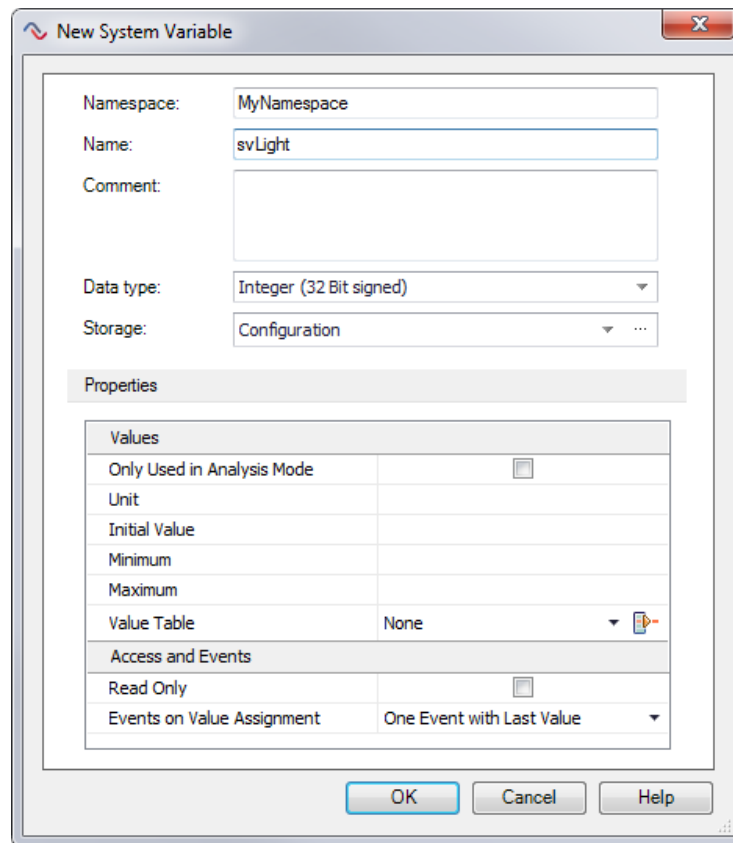 New System Variable
Namespace: MyNamespace
Name: svLight
Comment:
Data type: Integer (32 Bit signed)
Storage: Configuration ...
Properties
Values
Only Used in Analysis Mode
Unit
Initial Value
Minimum
Maximum
Value Table None
Access and Events
Read Only
Events on Value Assignment One Event with Last Value
OK Cancel Help